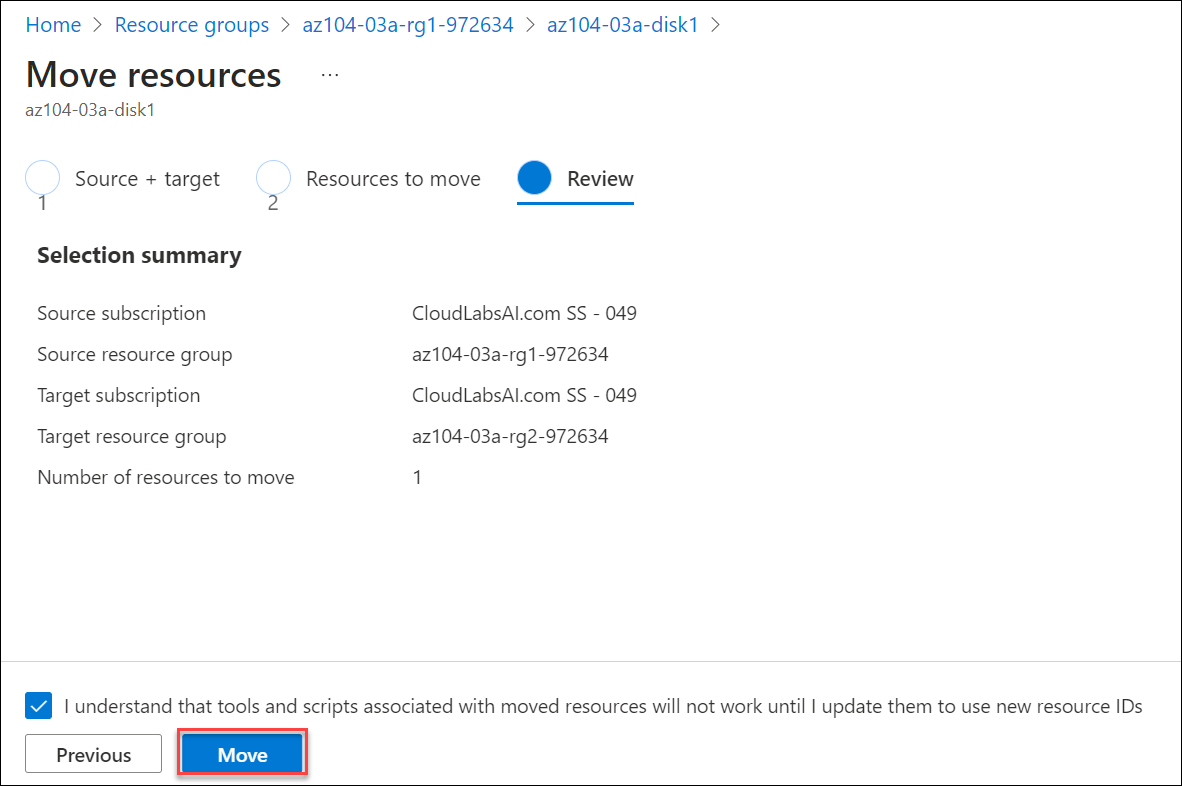 Home > Resource groups > az104-03a-rg1-972634 > az104-03a-disk1 >
Move resources ...
az104-03a-disk1
1 Source + target 2 Resources to move Review
Selection summary
Source subscription CloudLabsAI.com SS - 049
Source resource group az104-03a-rg1-972634
Target subscription CloudLabsAI.com SS - 049
Target resource group az104-03a-rg2-972634
Number of resources to move 1
I understand that tools and scripts associated with moved resources will not work until I update them to use new resource IDs
Previous Move